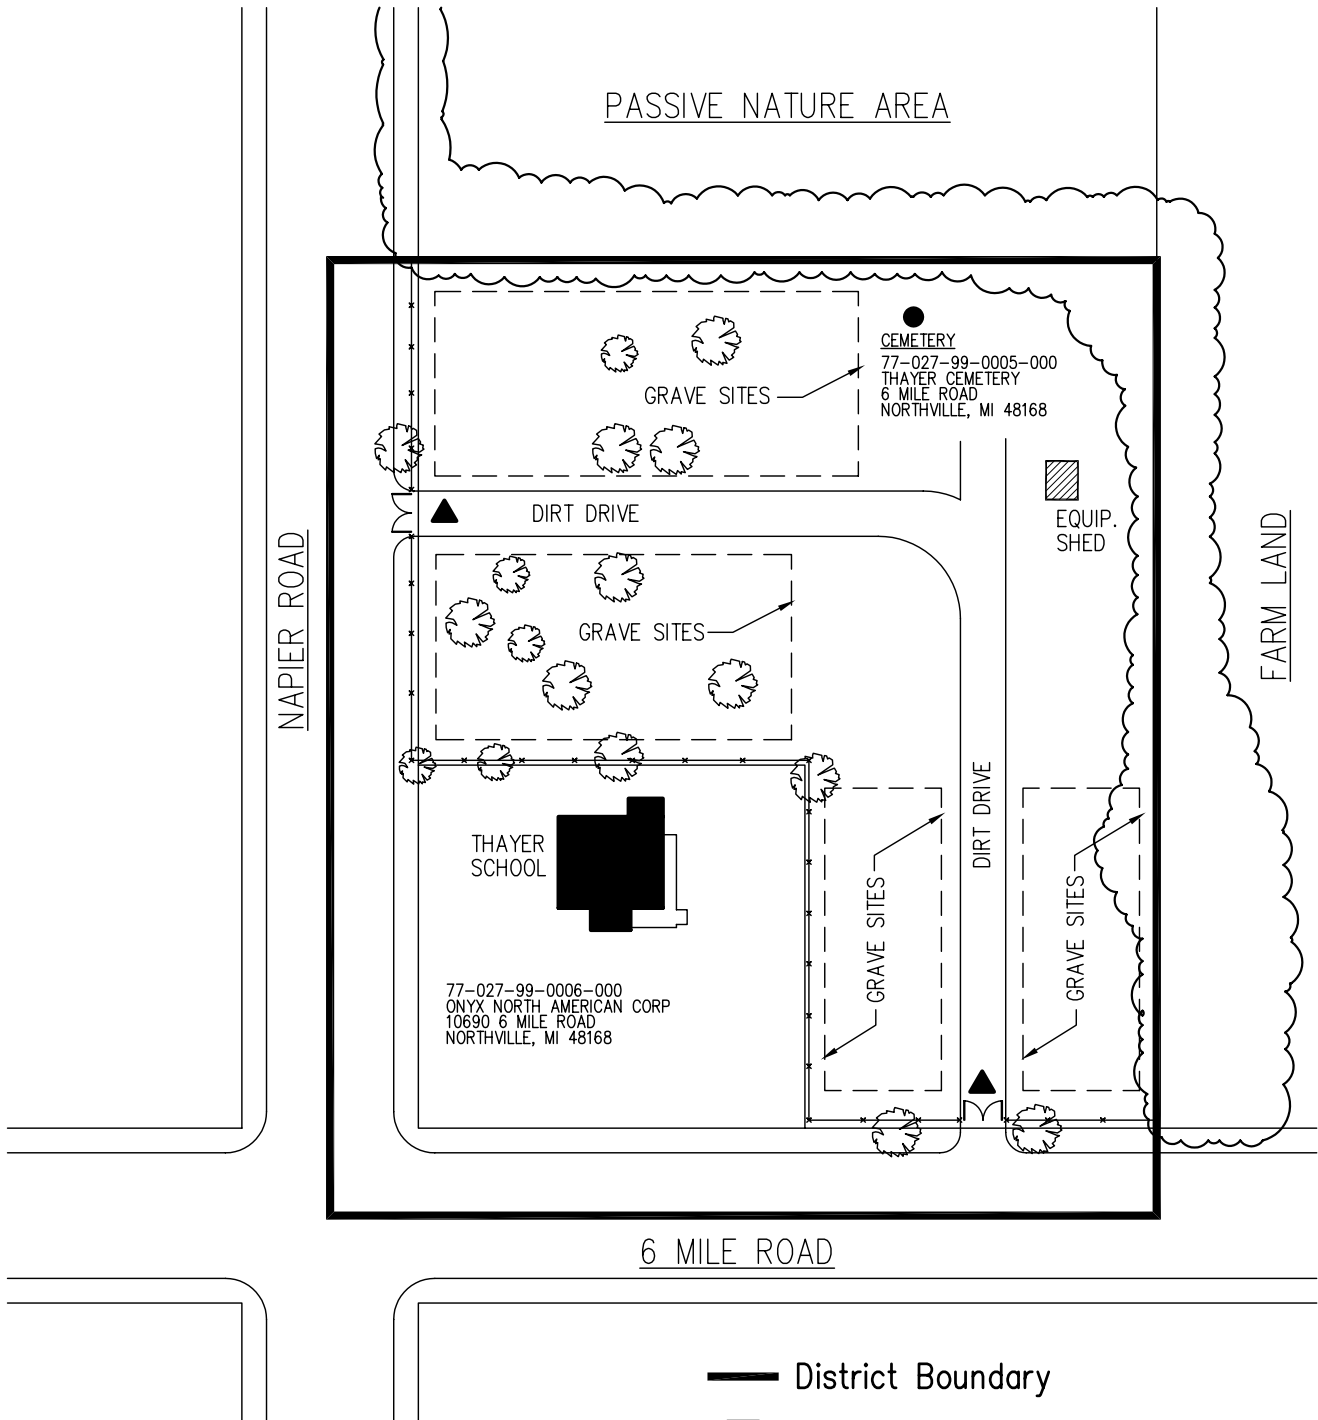 PASSIVE NATURE AREA
CEMETERY
77-027-99-0005-000
THAYER CEMETERY
6 MILE ROAD
NORTHVILLE, MI 48168
GRAVE SITES
DIRT DRIVE
EQUIP.
SHED
NAPIER ROAD
FARM LAND
GRAVE SITES
DIRT DRIVE
THAYER
SCHOOL
GRAVE SITES
GRAVE SITES
77-027-99-0006-000
ONYX NORTH AMERICAN CORP
10690 6 MILE ROAD
NORTHVILLE, MI 48168
6 MILE ROAD
District Boundary